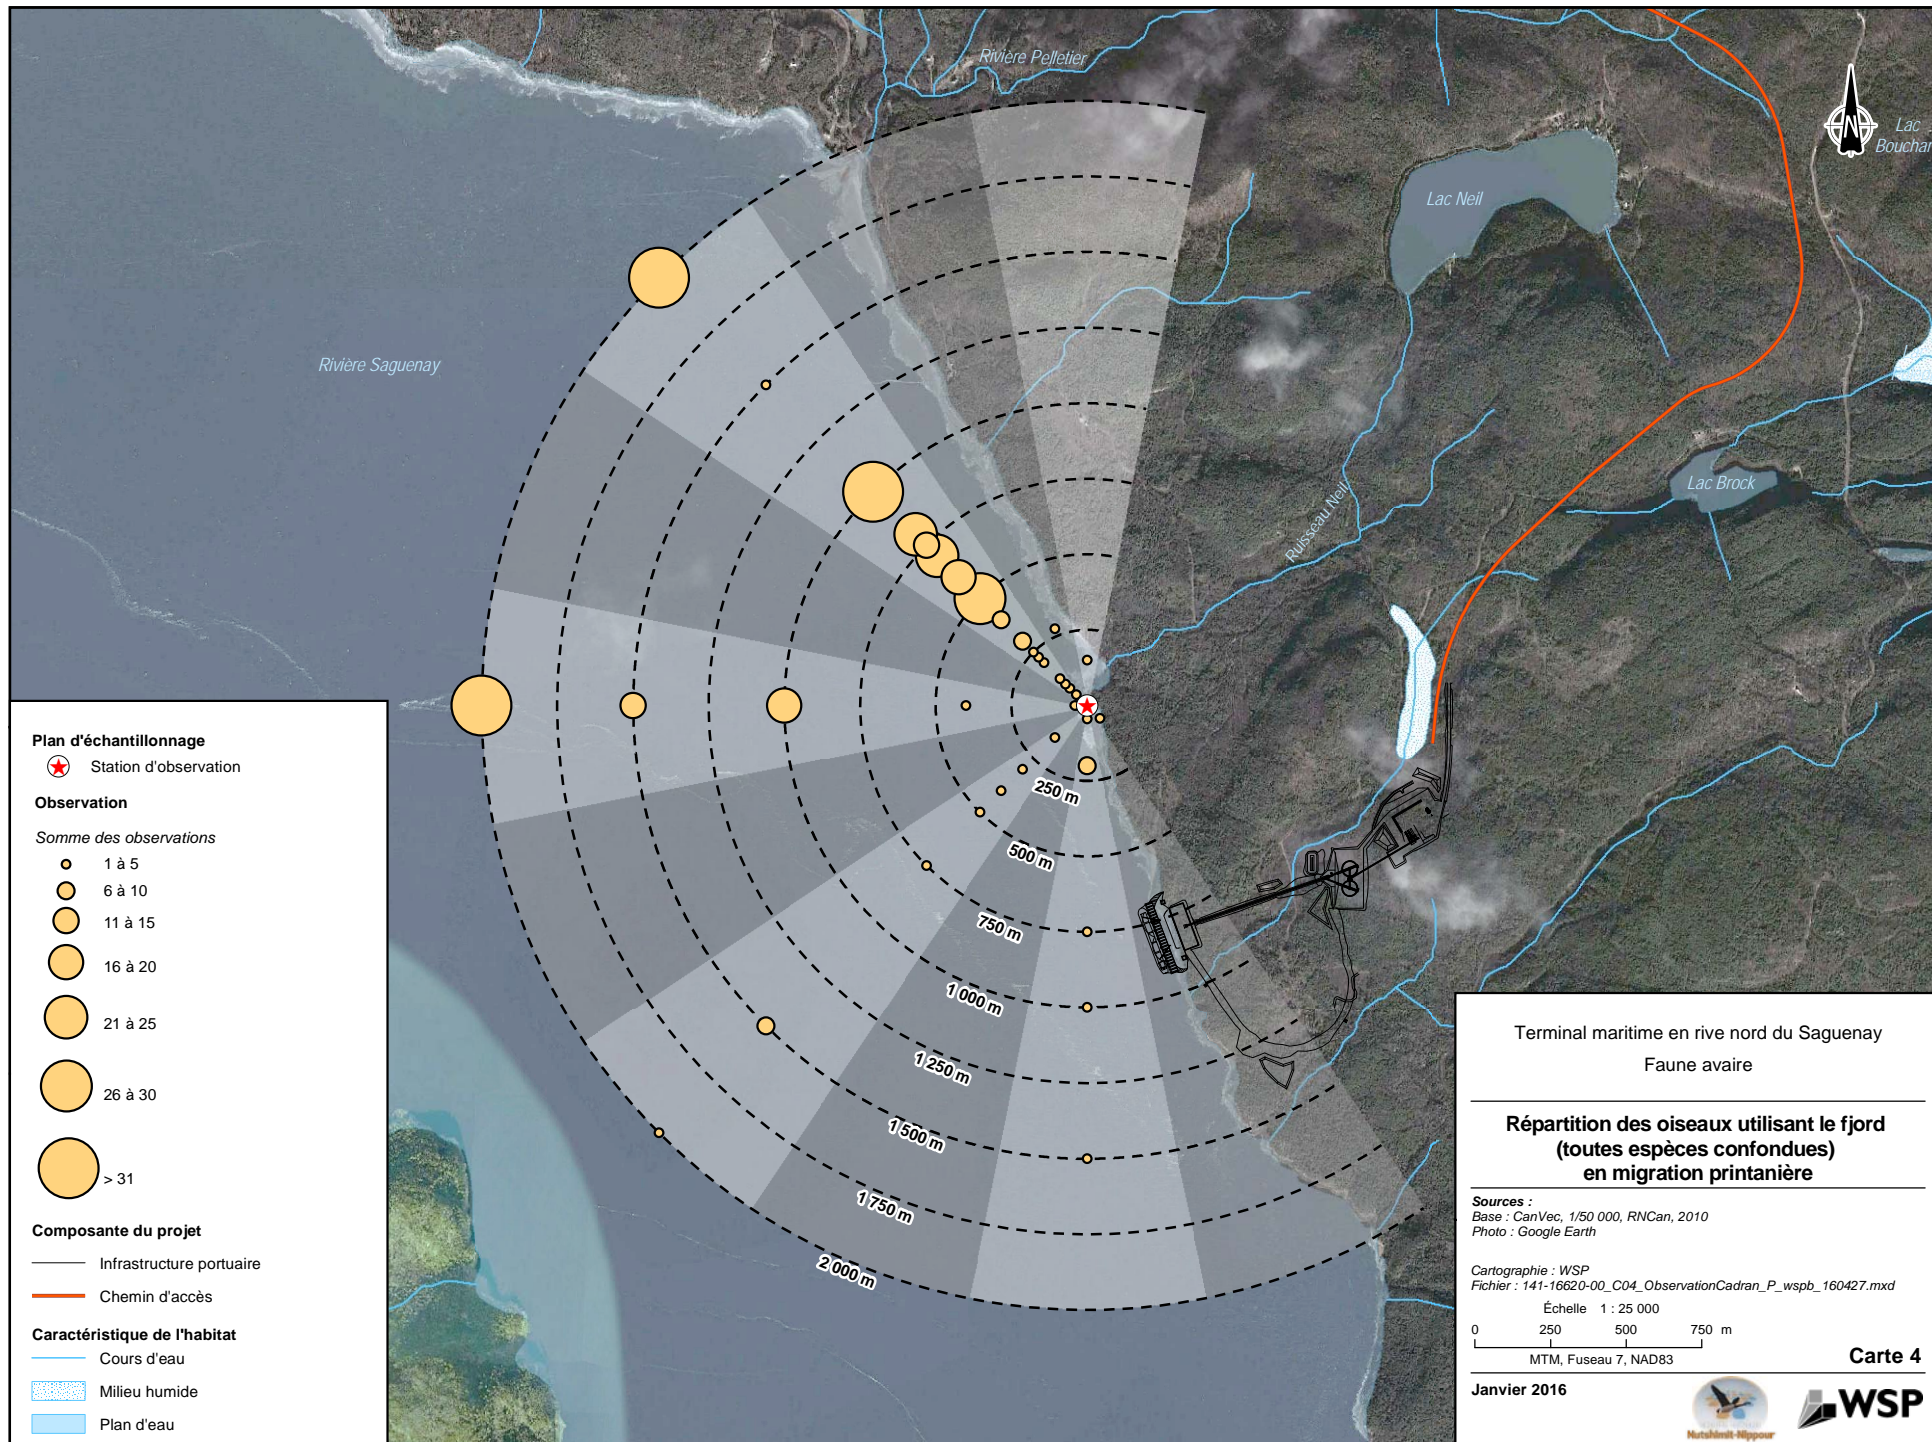 Rivière Pelletier
Lac
Lac Neil
Rivière Saguenay
Lac Brock
Ruisseau Neil
N
250 m
500 m
750 m
1 000 m
1 250 m
1 500 m
1 750 m
2 000 m
Plan d'échantillonnage
Station d'observation
Observation
Somme des observations
1 à 5
6 à 10
11 à 15
16 à 20
21 à 25
26 à 30
> 31
Composante du projet
Infrastructure portuaire
Chemin d'accès
Caractéristique de l'habitat
Cours d'eau
Milieu humide
Plan d'eau
Terminal maritime en rive nord du Saguenay
Faune avaire
Répartition des oiseaux utilisant le fjord
(toutes espèces confondues)
en migration printanière
Sources :
Base : CanVec, 1/50 000, RNCan, 2010
Photo : Google Earth
Cartographie : WSP
Fichier : 141-16620-00_C04_ObservationCadran_P_wspb_160427.mxd
Échelle 1 : 25 000
0 250 500 750 m
MTM, Fuseau 7, NAD83
Carte 4
Janvier 2016
Nutshimit-Nippour
WSP